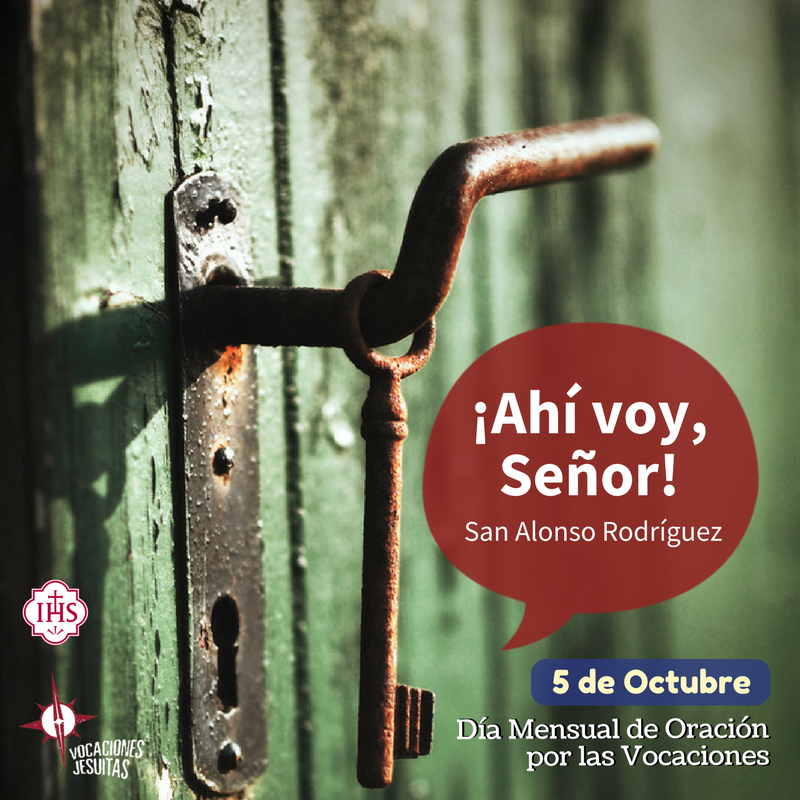 ¡Ahí voy,
Señor!
San Alonso Rodríguez
IHS
5 de Octubre
Día Mensual de Oración
por las Vocaciones
VOCACIONES
JESUITAS